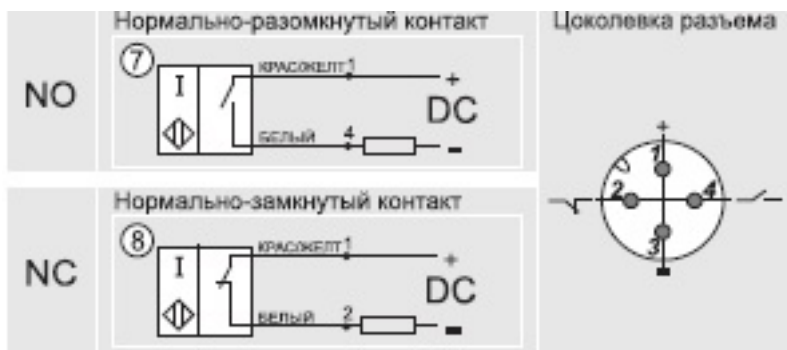 Нормально-разомкнутый контакт
Цоколевка разъема
NO
7
I
КРАС/ЖЕЛТ 1
+
DC
БЕЛЫЙ 4
-
Нормально-замкнутый контакт
NC
8
I
КРАС/ЖЕЛТ 1
+
DC
БЕЛЫЙ 2
-
+
1
2
4
3
-